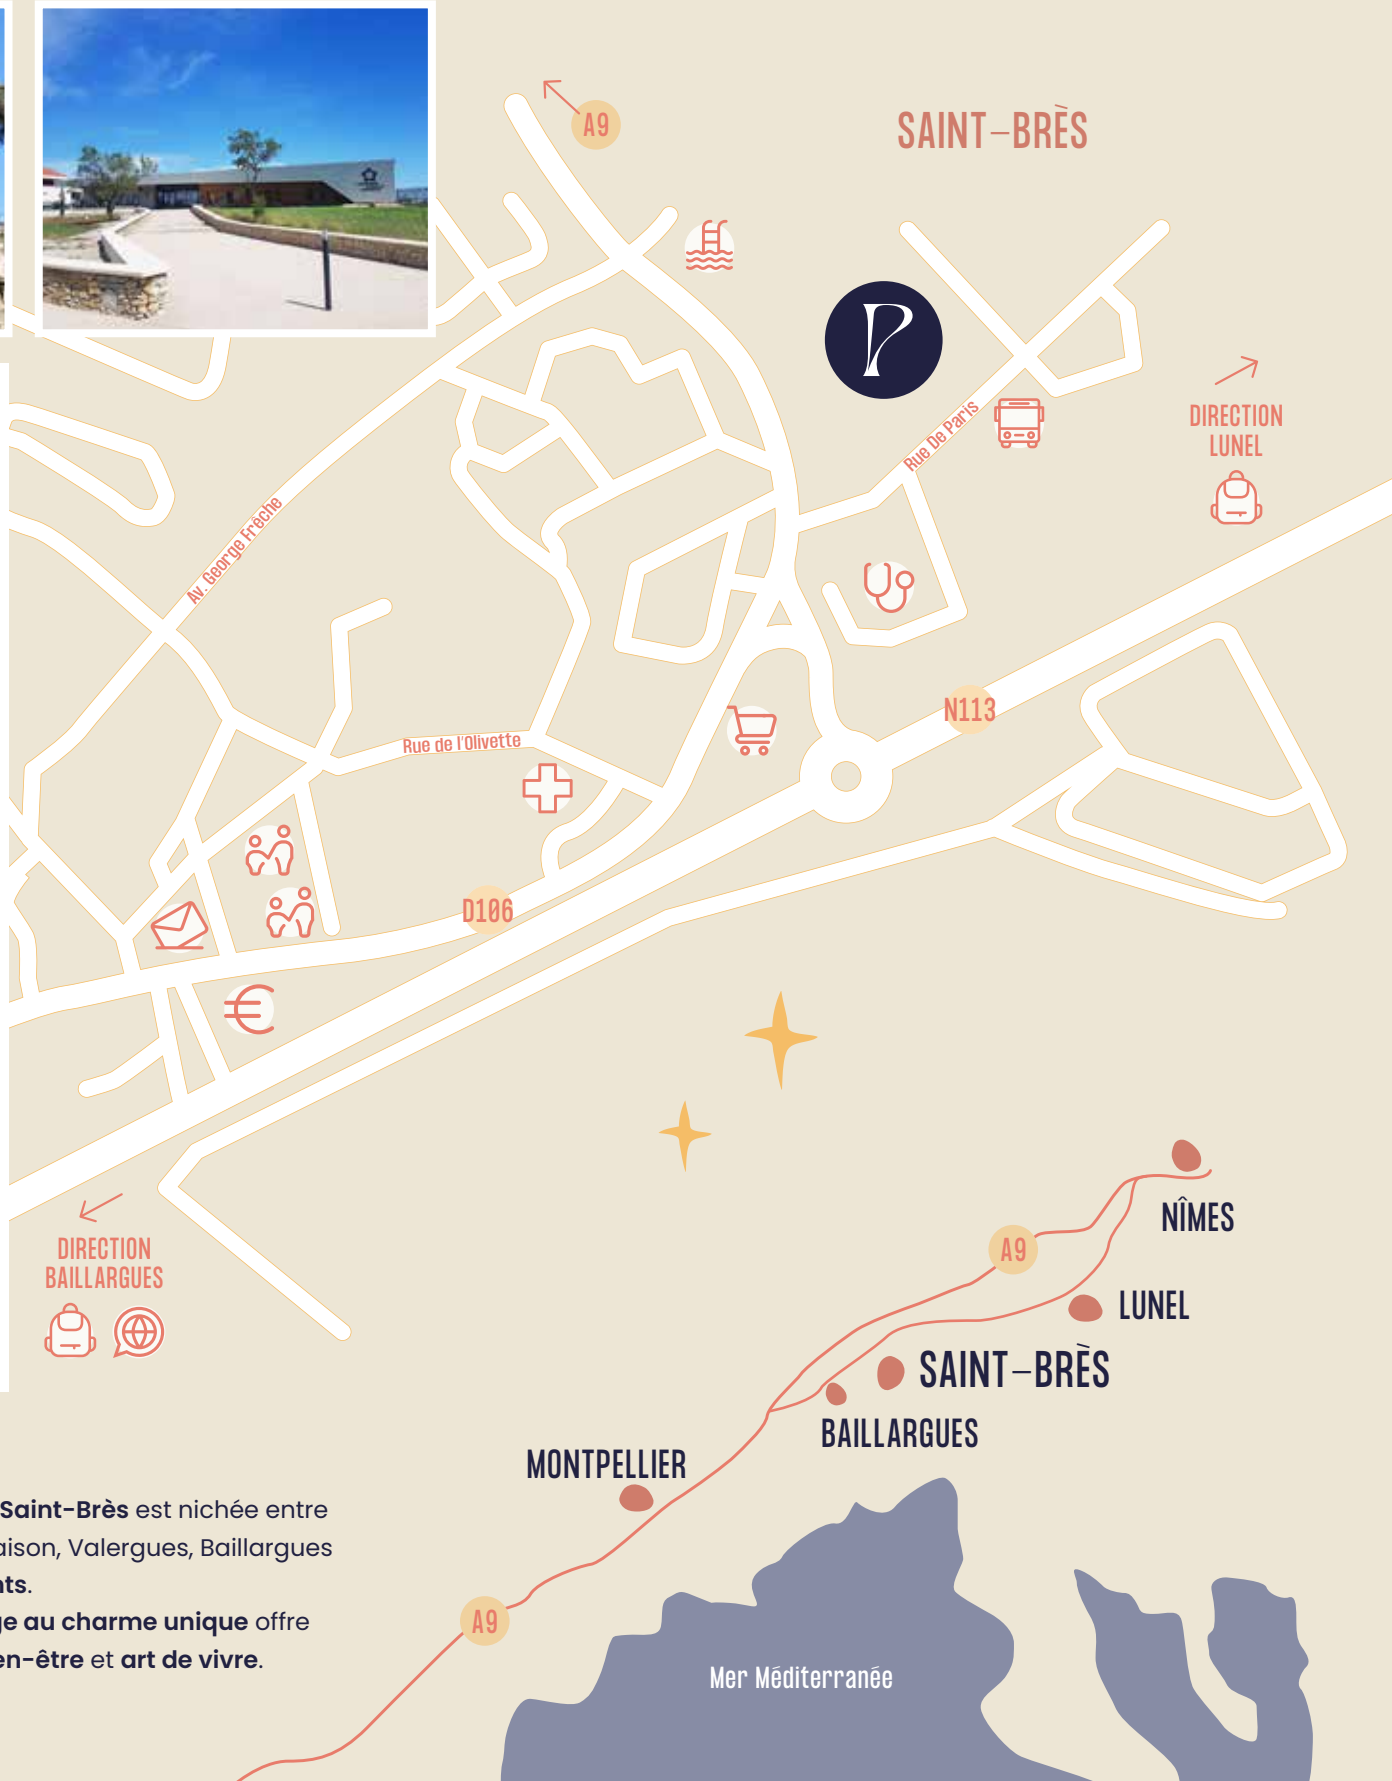 A9
SAINT-BRÈS
P
Rue De Paris
DIRECTION
LUNEL
Av. George Frêche
N113
Rue de l'Olivette
D106
DIRECTION
BAILLARGUES
NÎMES
A9
LUNEL
SAINT-BRÈS
BAILLARGUES
MONTPELLIER
Saint-Brès est nichée entre
aison, Valergues, Baillargues
nts.
ge au charme unique offre
en-être et art de vivre.
A9
Mer Méditerranée